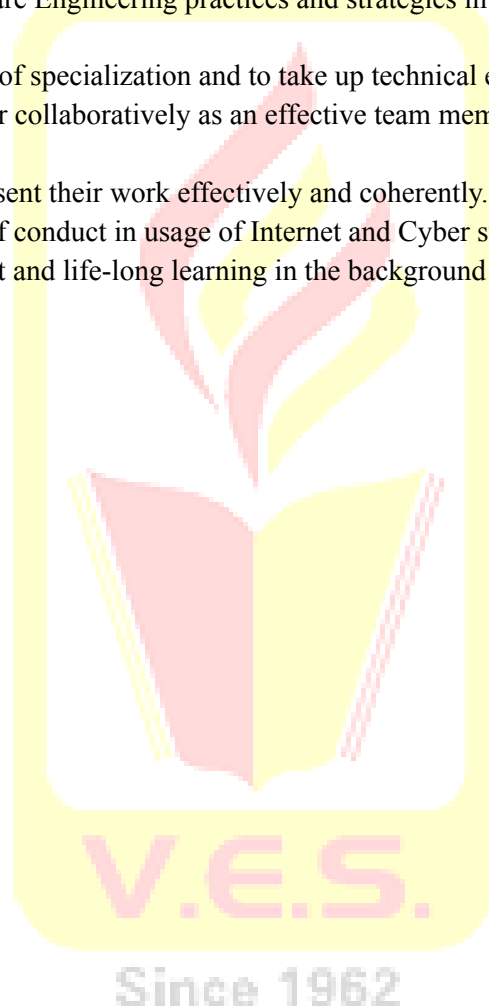 are Engineering practices and strategies in
of specialization and to take up technical e
r collaboratively as an effective team mem
sent their work effectively and coherently.
f conduct in usage of Internet and Cyber s
t and life-long learning in the background
V.E.S.
Since 1962